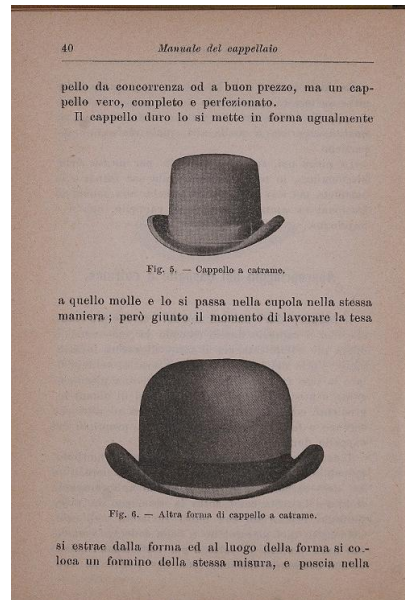 40 Manuale del cappellaio
pello da concorrenza od a buon prezzo, ma un cap-
pello vero, completo e perfezionato.
Il cappello duro lo si mette in forma ugualmente
Fig. 5. — Cappello a catrame.
a quello molle e lo si passa nella cupola nella stessa
maniera ; però giunto il momento di lavorare la tesa
Fig. 6. — Altra forma di cappello a catrame.
si estrae dalla forma ed al luogo della forma si co.-
loca un formino della stessa misura, e poscia nella